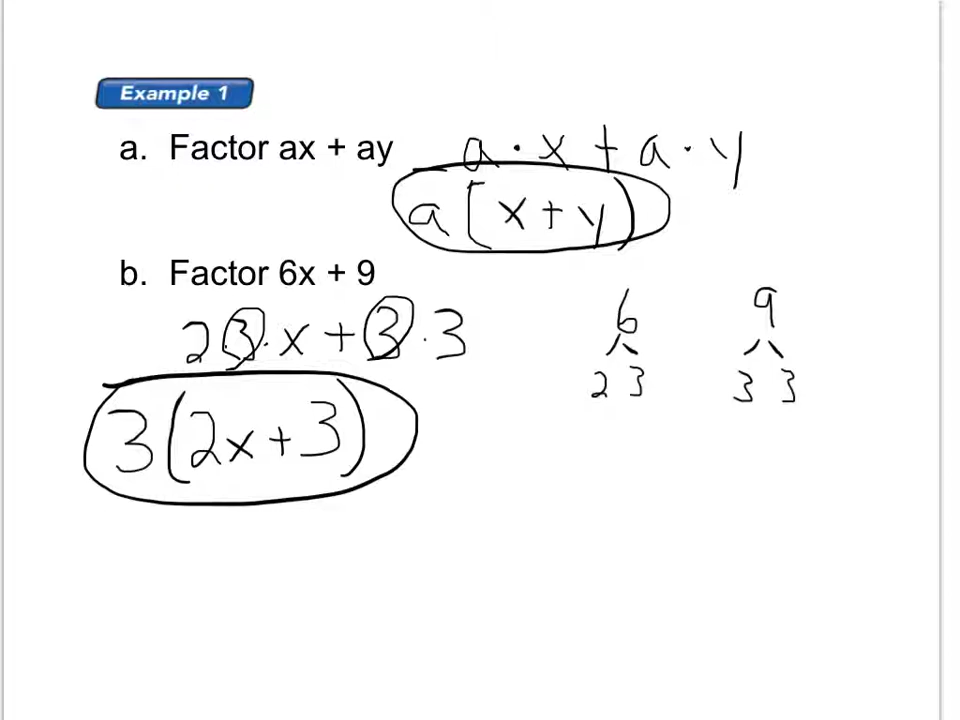 Example 1
a. Factor ax + ay a · x + a · y
a(x + y)
b. Factor 6x + 9
2 3 · x + 3 · 3
6 9
2 3 3 3
3(2x + 3)